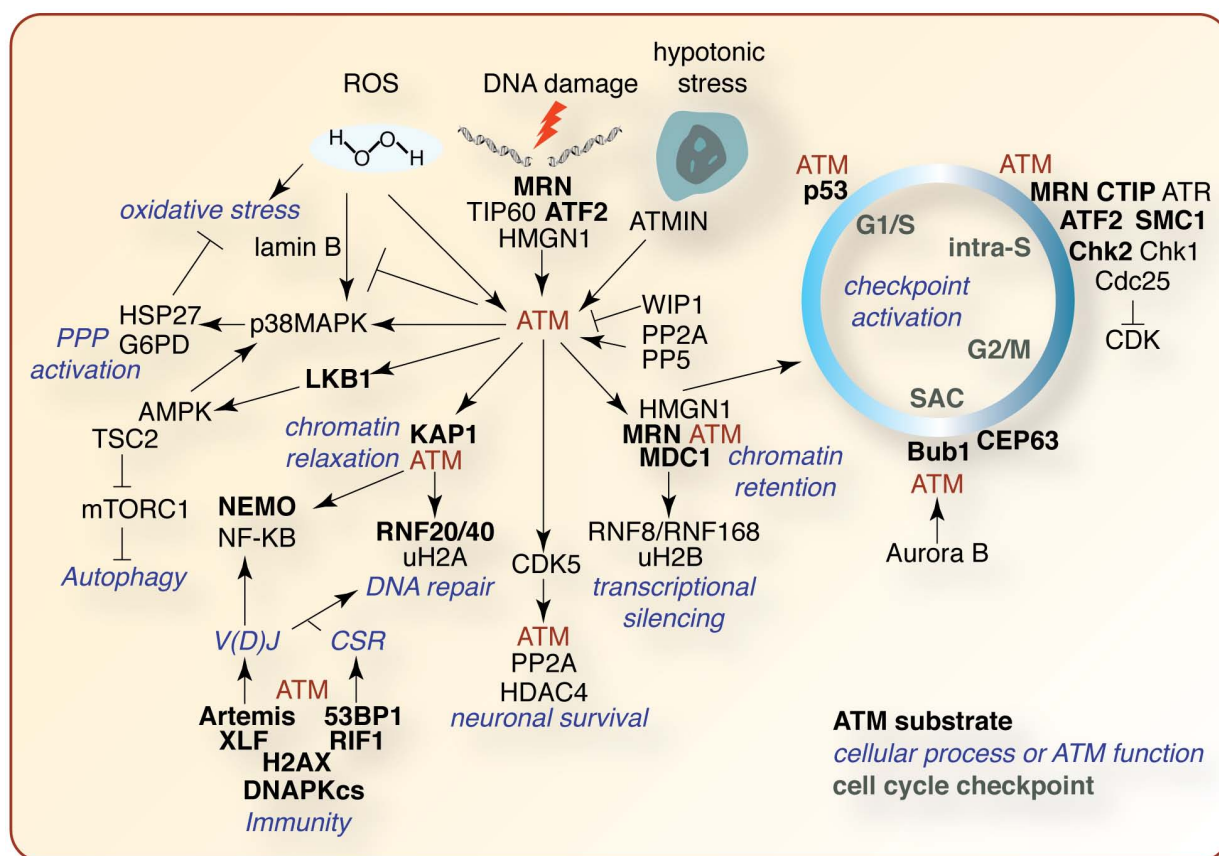 ROS
DNA damage
hypotonic
stress
H
O
O
H
MRN
TIP60 ATF2
HMGN1
ATMIN
oxidative stress
lamin B
HSP27
G6PD
PPP
activation
p38MAPK
ATM
WIP1
PP2A
PP5
LKB1
AMPK
TSC2
mTORC1
Autophagy
chromatin
relaxation
KAP1
ATM
HMGN1
MRN ATM
MDC1
chromatin
retention
NEMO
NF-KB
RNF20/40
uH2A
DNA repair
CDK5
RNF8/RNF168
uH2B
transcriptional
silencing
V(D)J
CSR
ATM
Artemis
XLF
53BP1
RIF1
H2AX
DNAPKcs
Immunity
ATM
PP2A
HDAC4
neuronal survival
ATM
p53
G1/S
intra-S
checkpoint
activation
G2/M
SAC
ATM
MRN CTIP ATR
ATF2 SMC1
Chk2 Chk1
Cdc25
CDK
Bub1
CEP63
ATM
Aurora B
ATM substrate
cellular process or ATM function
cell cycle checkpoint